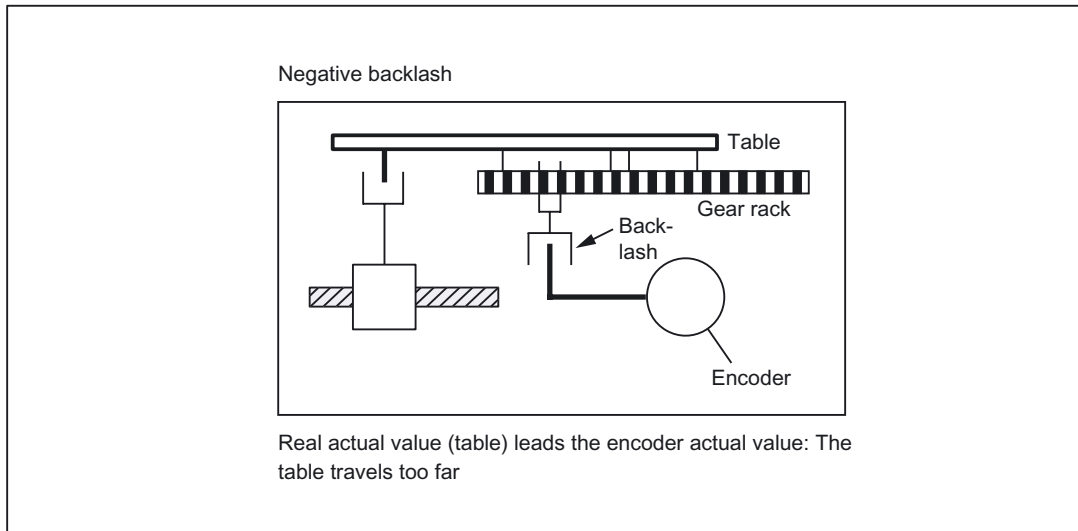 Negative backlash
Table
Gear rack
Back-
lash
Encoder
Real actual value (table) leads the encoder actual value: The
table travels too far